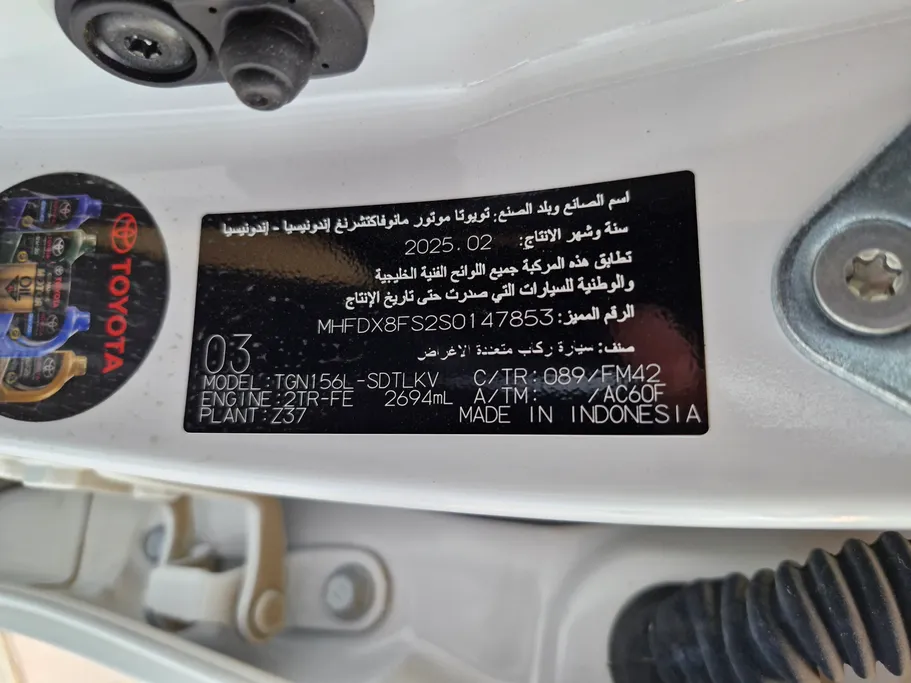 TOYOTA
اسم الصانع وبلد الصنع: تويوتا موتور مانوفاكتشرنغ إندونيسيا - إندونيسيا
سنة وشهر الانتاج: 2025.02
تطابق هذه المركبة جميع اللوائح الفنية الخليجية
والوطنية للسيارات التي صدرت حتى تاريخ الإنتاج
الرقم المميز: MHFDX8FS2S0147853
صنف: سيارة ركاب متعددة الاغراض
03
MODEL: TGN156L-SDTLKV C/TR: 089/FM42
ENGINE: 2TR-FE 2694mL A/TM: /AC60F
PLANT: Z37 MADE IN INDONESIA